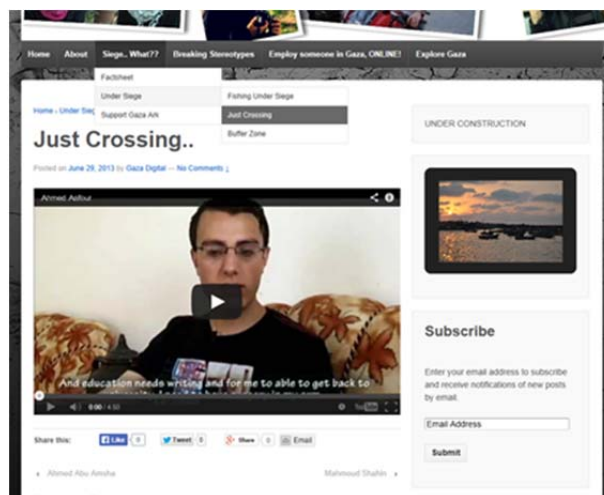 Home About Siege.. What?? Breaking Stereotypes Employ someone in Gaza, ONLINE! Explore Gaza
Factsheet
Under Siege
Support Gaza Ark
Fishing Under Siege
Just Crossing
Buffer Zone
Home › Under Sieg
Just Crossing..
Posted on June 29, 2013 by Gaza Digital — No Comments ↓
Ahmed Asfour
And education needs writing and for me to able to get back to
0:00 / 4:50
YouTube
Share this:
Like 0
Tweet 8
Share 0
Email
Ahmed Abu Amsha
Mahmoud Shahin
UNDER CONSTRUCTION
Subscribe
Enter your email address to subscribe
and receive notifications of new posts
by email.
Email Address
Submit